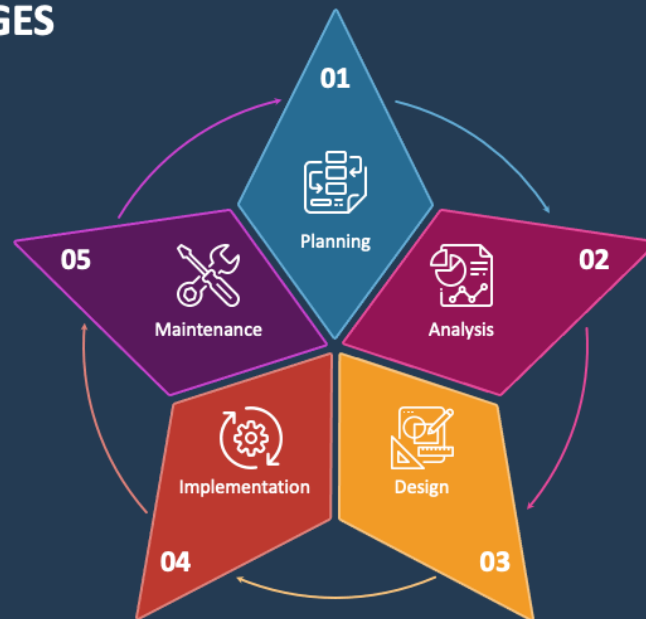 GES
01
Planning
02
Analysis
03
Design
04
Implementation
05
Maintenance